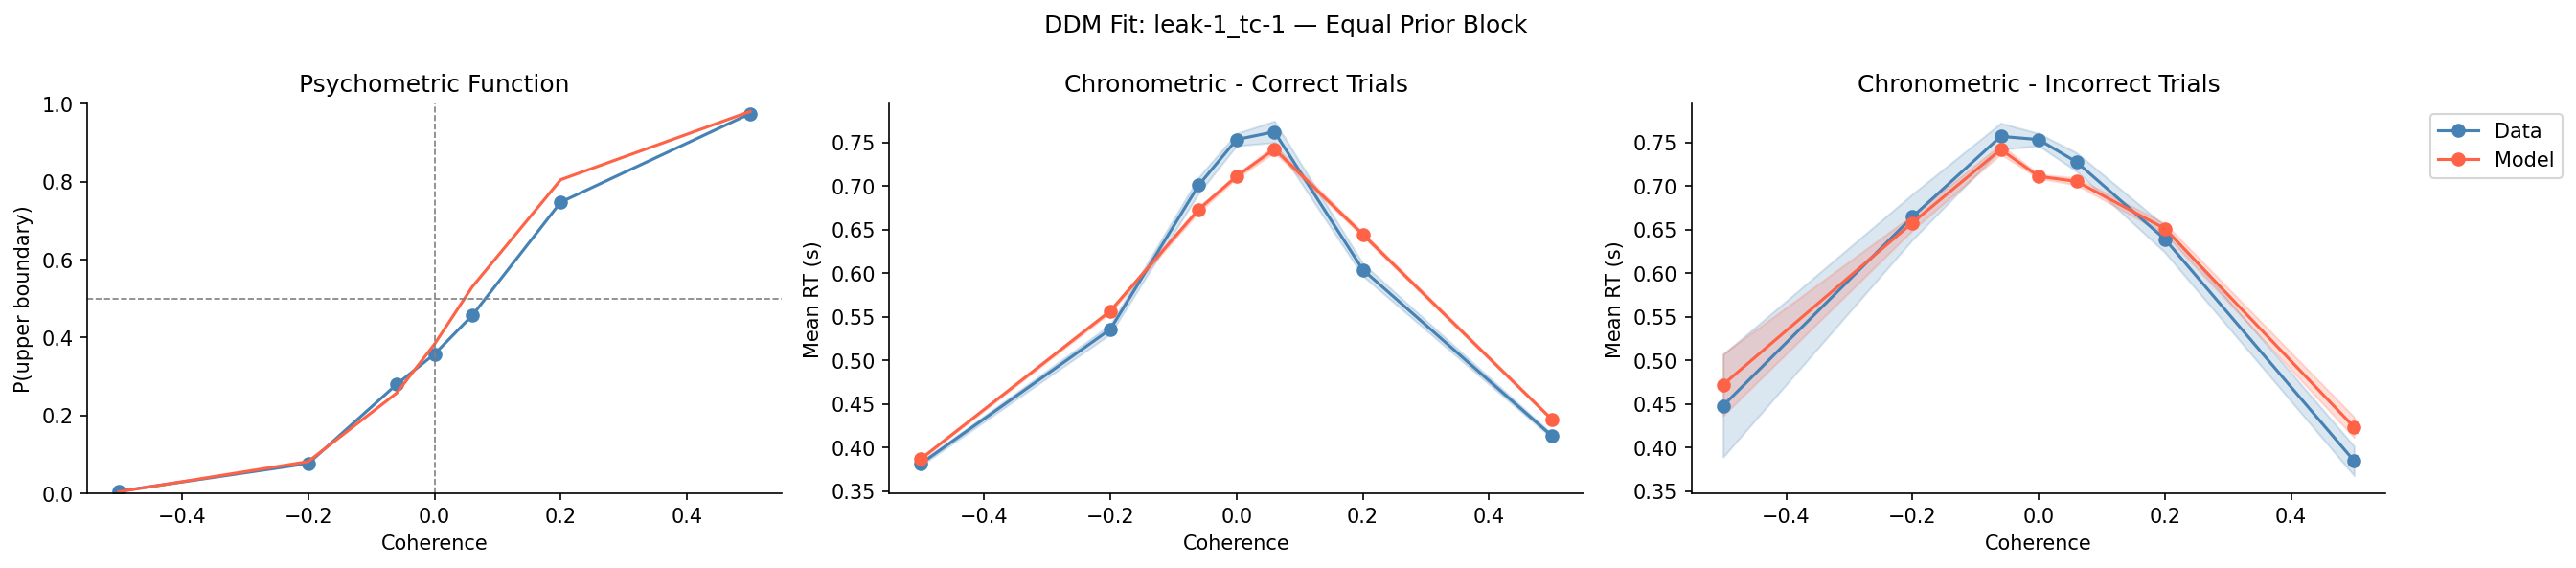 DDM Fit: leak-1_tc-1 — Equal Prior Block
Psychometric Function
P(upper boundary)
1.0
0.8
0.6
0.4
0.2
0.0
−0.4 −0.2 0.0 0.2 0.4
Coherence
Chronometric - Correct Trials
Mean RT (s)
0.75
0.70
0.65
0.60
0.55
0.50
0.45
0.40
0.35
−0.4 −0.2 0.0 0.2 0.4
Coherence
Chronometric - Incorrect Trials
Mean RT (s)
0.75
0.70
0.65
0.60
0.55
0.50
0.45
0.40
0.35
−0.4 −0.2 0.0 0.2 0.4
Coherence
Data
Model